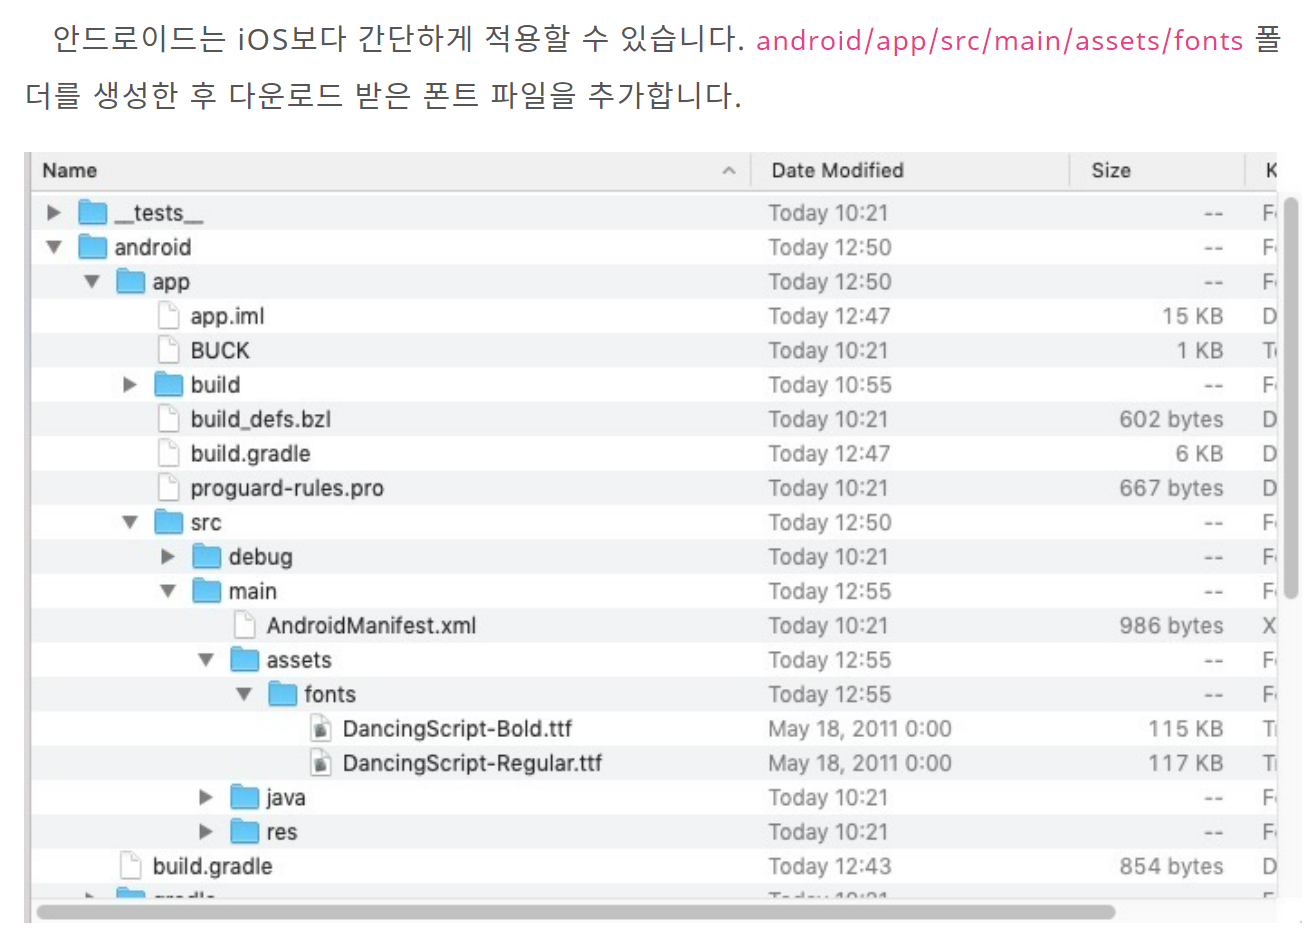 안드로이드는 iOS보다 간단하게 적용할 수 있습니다. android/app/src/main/assets/fonts 폴
더를 생성한 후 다운로드 받은 폰트 파일을 추가합니다.
Name Date Modified Size
__tests__ Today 10:21 --
android Today 12:50 --
app Today 12:50 --
app.iml Today 12:47 15 KB
BUCK Today 10:21 1 KB
build Today 10:55 --
build_defs.bzl Today 10:21 602 bytes
build.gradle Today 12:47 6 KB
proguard-rules.pro Today 10:21 667 bytes
src Today 12:50 --
debug Today 10:21 --
main Today 12:55 --
AndroidManifest.xml Today 10:21 986 bytes
assets Today 12:55 --
fonts Today 12:55 --
DancingScript-Bold.ttf May 18, 2011 0:00 115 KB
DancingScript-Regular.ttf May 18, 2011 0:00 117 KB
java Today 10:21 --
res Today 10:21 --
build.gradle Today 12:43 854 bytes